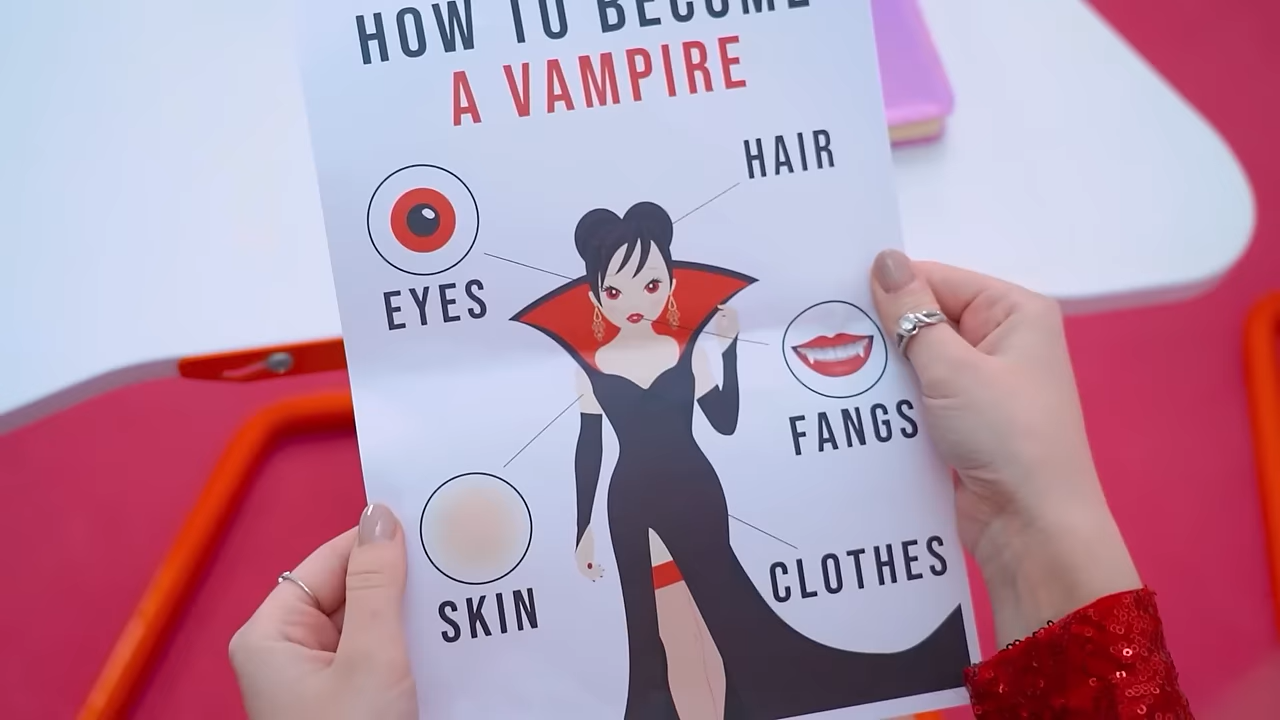 HOW TO BECOME
A VAMPIRE
HAIR
EYES
FANGS
CLOTHES
SKIN